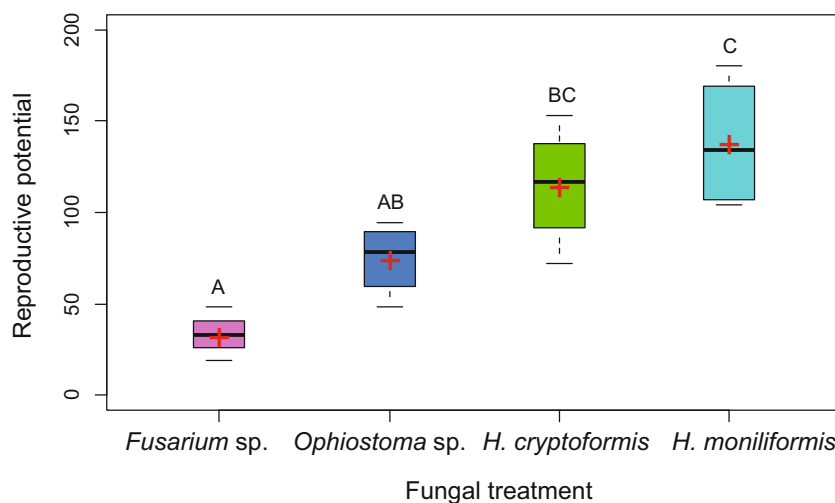 Reproductive potential
200
150
100
50
0
A
AB
BC
C
Fusarium sp. Ophiostoma sp. H. cryptoformis H. moniliformis
Fungal treatment